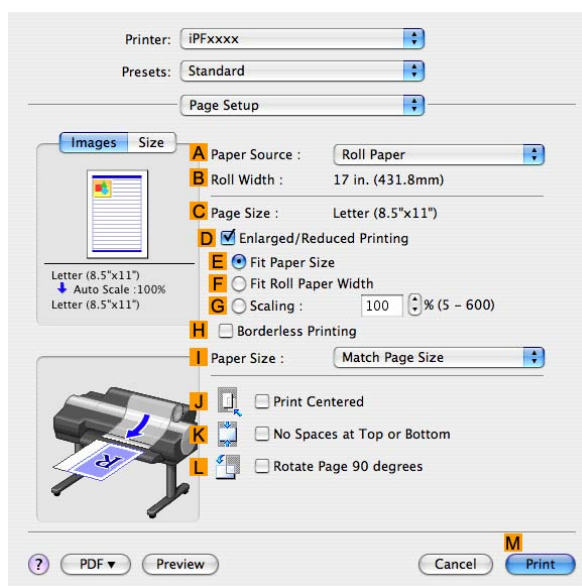 Printer: iPFxxxx
Presets: Standard
Page Setup
Images Size
A Paper Source : Roll Paper
B Roll Width : 17 in. (431.8mm)
C Page Size : Letter (8.5"x11")
D Enlarged/Reduced Printing
E Fit Paper Size
F Fit Roll Paper Width
G Scaling : 100 % (5 - 600)
Letter (8.5"x11")
Auto Scale :100%
Letter (8.5"x11")
H Borderless Printing
I Paper Size : Match Page Size
J Print Centered
K No Spaces at Top or Bottom
L Rotate Page 90 degrees
R
M
? PDF Preview Cancel Print